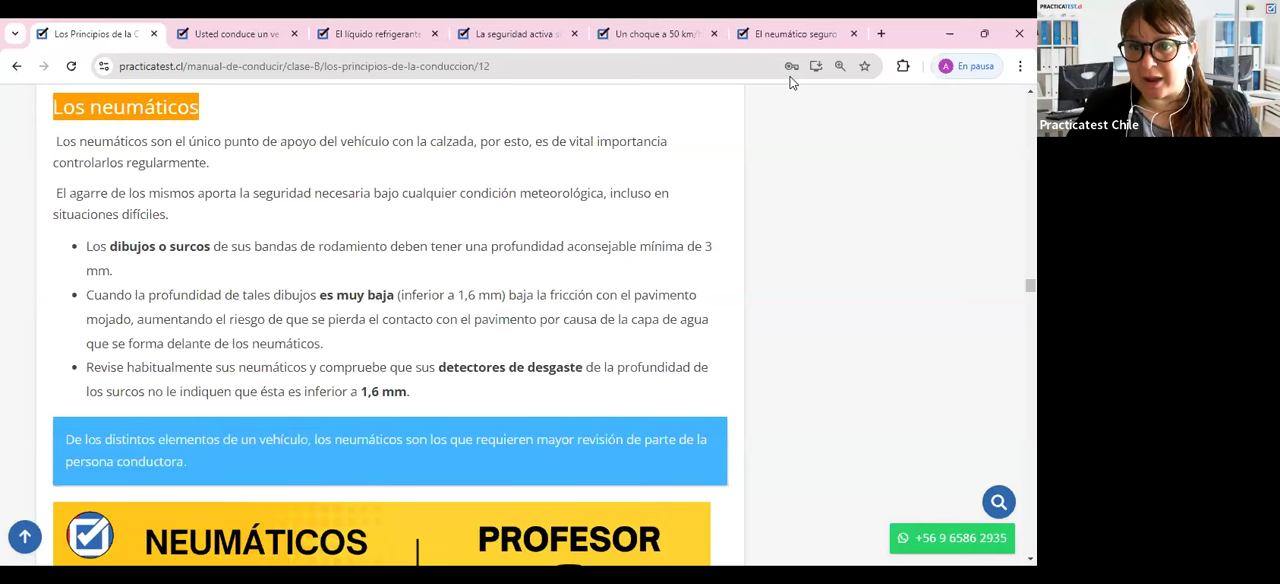 Los Principios de la C
Usted conduce un ve
El líquido refrigerante
La seguridad activa s
Un choque a 50 km/h
El neumático seguro
practicatest.cl/manual-de-conducir/clase-B/los-principios-de-la-conduccion/12
A En pausa
PRACTICATEST.cl
Practicatest Chile
Los neumáticos
Los neumáticos son el único punto de apoyo del vehículo con la calzada, por esto, es de vital importancia
controlarlos regularmente.
El agarre de los mismos aporta la seguridad necesaria bajo cualquier condición meteorológica, incluso en
situaciones difíciles.
• Los dibujos o surcos de sus bandas de rodamiento deben tener una profundidad aconsejable mínima de 3
mm.
• Cuando la profundidad de tales dibujos es muy baja (inferior a 1,6 mm) baja la fricción con el pavimento
mojado, aumentando el riesgo de que se pierda el contacto con el pavimento por causa de la capa de agua
que se forma delante de los neumáticos.
• Revise habitualmente sus neumáticos y compruebe que sus detectores de desgaste de la profundidad de
los surcos no le indiquen que ésta es inferior a 1,6 mm.
De los distintos elementos de un vehículo, los neumáticos son los que requieren mayor revisión de parte de la
persona conductora.
NEUMÁTICOS
PROFESOR
+56 9 6586 2935